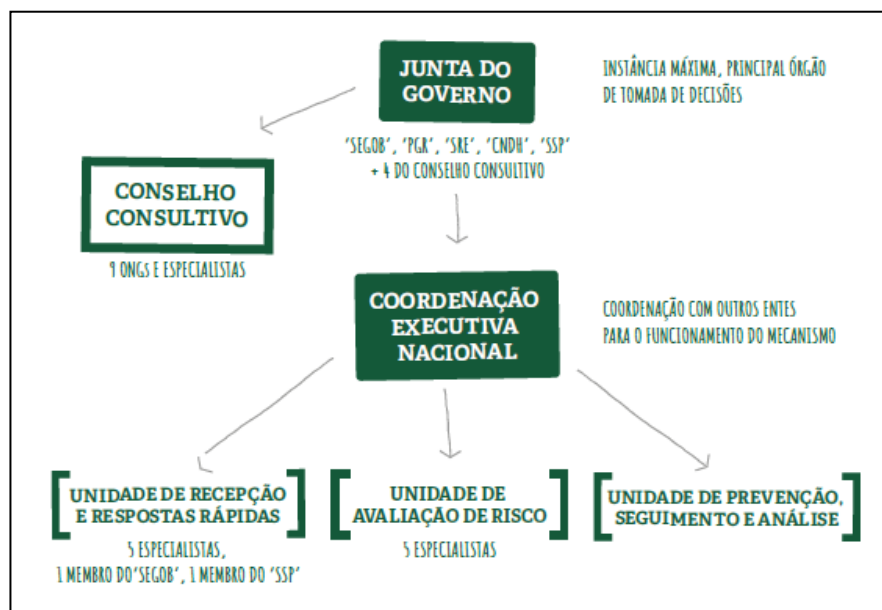 JUNTA DO
GOVERNO
INSTÂNCIA MÁXIMA, PRINCIPAL ÓRGÃO
DE TOMADA DE DECISÕES
'SEGOB', 'PGR', 'SRE', 'CNDH', 'SSP'
+ 4 DO CONSELHO CONSULTIVO
CONSELHO
CONSULTIVO
9 ONGS E ESPECIALISTAS
COORDENAÇÃO
EXECUTIVA
NACIONAL
COORDENAÇÃO COM OUTROS ENTES
PARA O FUNCIONAMENTO DO MECANISMO
UNIDADE DE RECEPÇÃO
E RESPOSTAS RÁPIDAS
5 ESPECIALISTAS,
1 MEMBRO DO'SEGOB', 1 MEMBRO DO 'SSP'
UNIDADE DE
AVALIAÇÃO DE RISCO
5 ESPECIALISTAS
UNIDADE DE PREVENÇÃO,
SEGUIMENTO E ANÁLISE